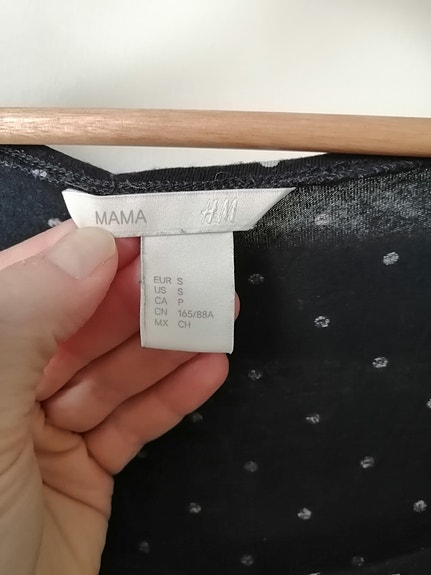 MAMA H&M
EUR S
US S
CA P
CN 165/88A
MX CH